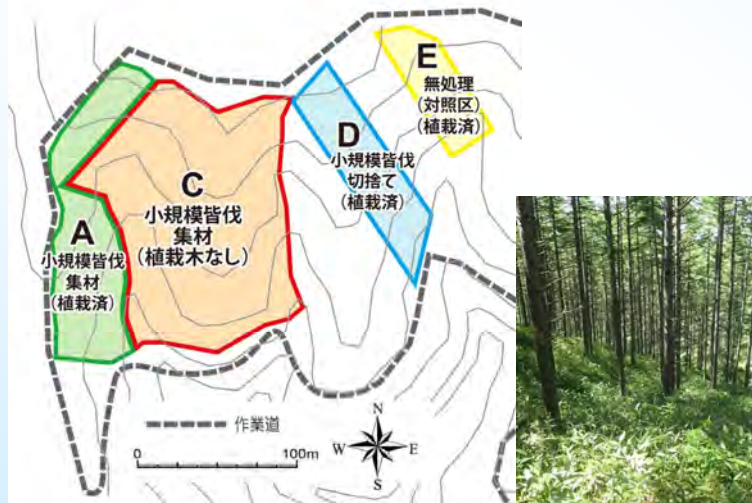 E
無処理
(対照区)
(植栽済)
D
小規模皆伐
切捨て
(植栽済)
C
小規模皆伐
集材
(植栽木なし)
A
小規模皆伐
集材
(植栽済)
作業道
N
W
E
S
0
100m